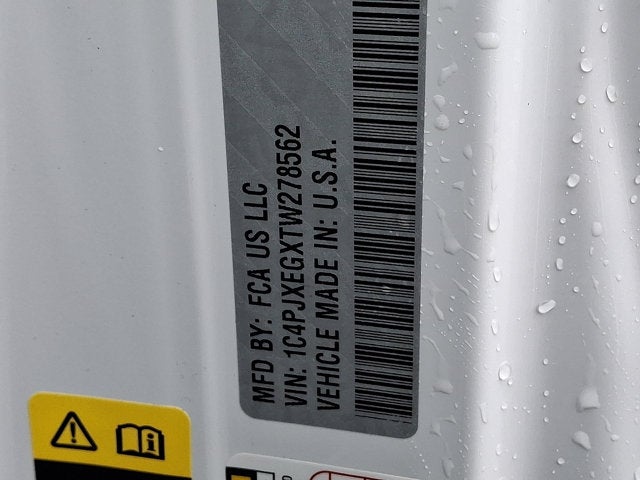 MFD BY: FCA US LLC
VIN: 1C4PJXEGXTW278562
VEHICLE MADE IN: U.S.A.